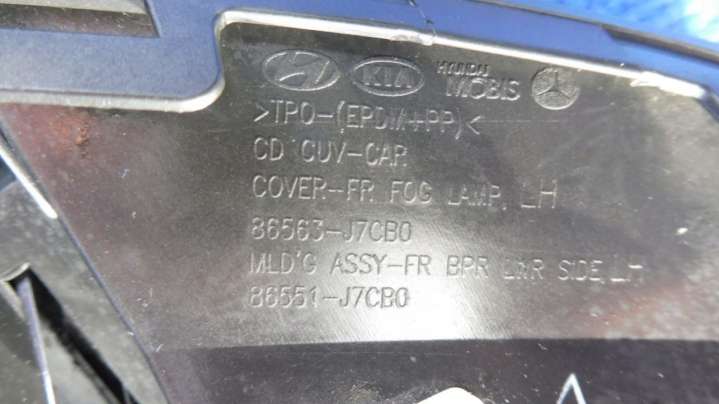 KIA HYUNDAI
MOBIS
>TPO-(EPDM+PP)<
CD CUV-CAR
COVER-FR FOG LAMP, LH
86563-J7CB0
MLD'G ASSY-FR BPR LWR SIDE, LH
86551-J7CB0